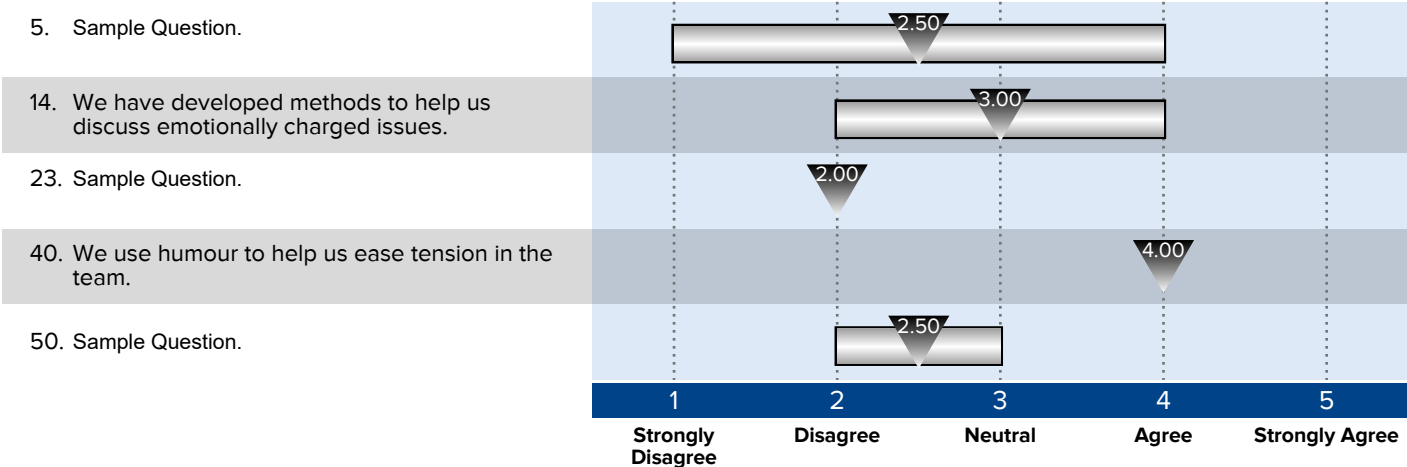 5. Sample Question.
2.50
14. We have developed methods to help us
discuss emotionally charged issues.
3.00
23. Sample Question.
2.00
40. We use humour to help us ease tension in the
team.
4.00
50. Sample Question.
2.50
1 2 3 4 5
Strongly Disagree Neutral Agree Strongly Agree
Disagree